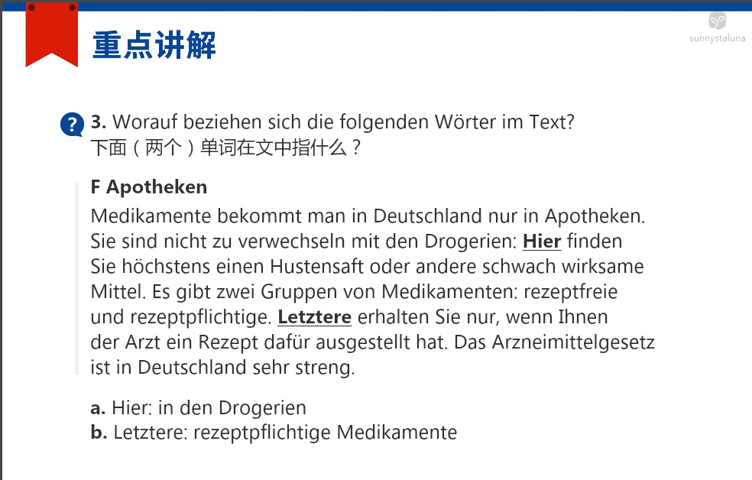 sunnystaluna
重点讲解
? 3. Worauf beziehen sich die folgenden Wörter im Text?
下面（两个）单词在文中指什么？
F Apotheken
Medikamente bekommt man in Deutschland nur in Apotheken.
Sie sind nicht zu verwechseln mit den Drogerien: Hier finden
Sie höchstens einen Hustensaft oder andere schwach wirksame
Mittel. Es gibt zwei Gruppen von Medikamenten: rezeptfreie
und rezeptpflichtige. Letztere erhalten Sie nur, wenn Ihnen
der Arzt ein Rezept dafür ausgestellt hat. Das Arzneimittelgesetz
ist in Deutschland sehr streng.
a. Hier: in den Drogerien
b. Letztere: rezeptpflichtige Medikamente